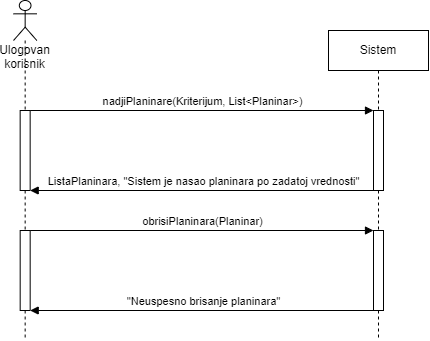 Ulogovan
korisnik
Sistem
nadjiPlaninare(Kriterijum, List<Planinar>)
ListaPlaninara, "Sistem je nasao planinara po zadatoj vrednosti"
obrisiPlaninara(Planinar)
"Neuspesno brisanje planinara"